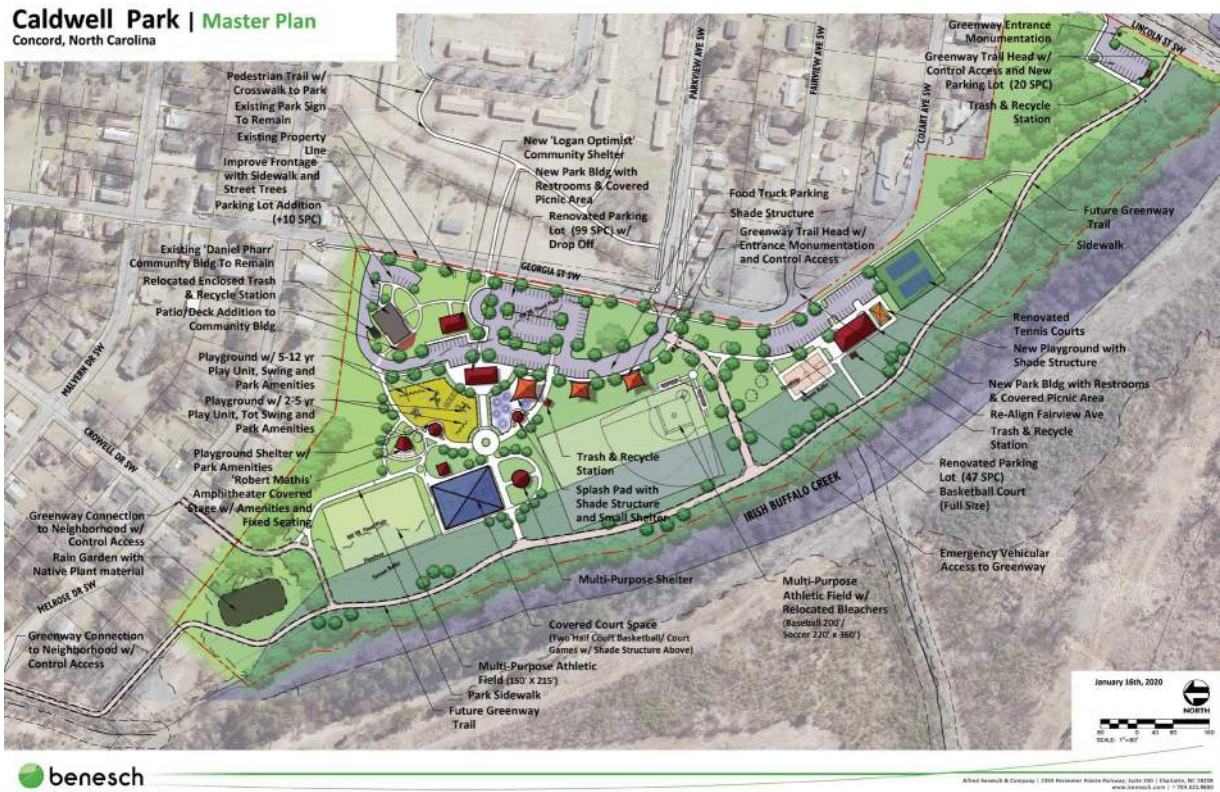 Caldwell Park | Master Plan
Concord, North Carolina
Pedestrian Trail w/
Crosswalk to Park
Existing Park Sign
To Remain
Existing Property
Line
Improve Frontage
with Sidewalk and
Street Trees
Parking Lot Addition
(+10 SPC)
Existing 'Daniel Pharr'
Community Bldg To Remain
Relocated Enclosed Trash
& Recycle Station
Patio/Deck Addition to
Community Bldg
Playground w/ 5-12 yr
Play Unit, Swing and
Park Amenities
Playground w/ 2-5 yr
Play Unit, Tot Swing and
Park Amenities
Playground Shelter w/
Park Amenities
'Robert Mathis'
Amphitheater Covered
Stage w/ Amenities and
Fixed Seating
Greenway Connection
to Neighborhood w/
Control Access
Rain Garden with
Native Plant material
Greenway Connection
to Neighborhood w/
Control Access
MALVERN DR SW
CROWELL DR SW
MELROSE DR SW
New 'Logan Optimist'
Community Shelter
New Park Bldg with
Restrooms & Covered
Picnic Area
Renovated Parking
Lot (99 SPC) w/
Drop Off
GEORGIA ST SW
PARKVIEW AVE SW
FAIRVIEW AVE SW
COZART AVE SW
LINCOLN ST SW
Food Truck Parking
Shade Structure
Greenway Trail Head w/
Entrance Monumentation
and Control Access
Greenway Entrance
Monumentation
Greenway Trail Head w/
Control Access and New
Parking Lot (20 SPC)
Trash & Recycle
Station
Future Greenway
Trail
Sidewalk
Renovated
Tennis Courts
New Playground with
Shade Structure
New Park Bldg with Restrooms
& Covered Picnic Area
Re-Align Fairview Ave
Trash & Recycle
Station
Renovated Parking
Lot (47 SPC)
Basketball Court
(Full Size)
Emergency Vehicular
Access to Greenway
IRISH BUFFALO CREEK
Trash & Recycle
Station
Splash Pad with
Shade Structure
and Small Shelter
Multi-Purpose Shelter
Multi-Purpose
Athletic Field w/
Relocated Bleachers
(Baseball 200'/
Soccer 220' x 360')
Covered Court Space
(Two Half Court Basketball/ Court
Games w/ Shade Structure Above)
Multi-Purpose Athletic
Field (150' X 215')
Park Sidewalk
Future Greenway
Trail
January 16th, 2020
NORTH
80 0 40 80 160
SCALE: 1"=80'
benesch
www.benesch.com